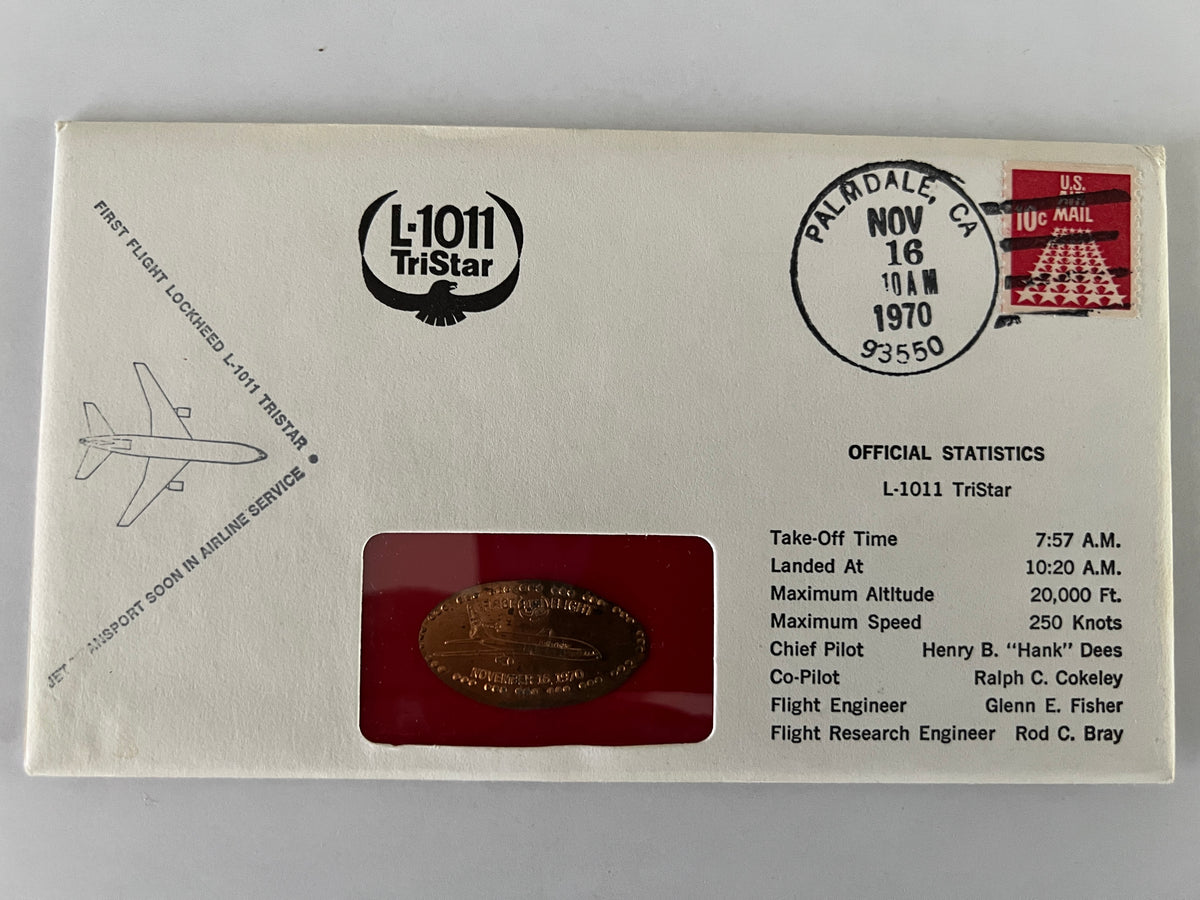 FIRST FLIGHT LOCKHEED L-1011 TRISTAR
JET TRANSPORT SOON IN AIRLINE SERVICE
L-1011
TriStar
PALMDALE, CA
NOV
16
10 AM
1970
93550
U.S.
AIR
MAIL
10c
OFFICIAL STATISTICS
L-1011 TriStar
Take-Off Time 7:57 A.M.
Landed At 10:20 A.M.
Maximum Altitude 20,000 Ft.
Maximum Speed 250 Knots
Chief Pilot Henry B. “Hank” Dees
Co-Pilot Ralph C. Cokeley
Flight Engineer Glenn E. Fisher
Flight Research Engineer Rod C. Bray
FLIGHT
NOVEMBER 16, 1970